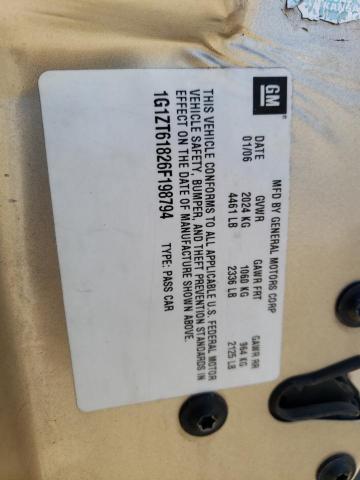 GM
MFD BY GENERAL MOTORS CORP
DATE GVWR GAWR FRT GAWR RR
01/06 2024 KG 1060 KG 964 KG
4461 LB 2336 LB 2125 LB
THIS VEHICLE CONFORMS TO ALL APPLICABLE U.S. FEDERAL MOTOR
VEHICLE SAFETY, BUMPER, AND THEFT PREVENTION STANDARDS IN
EFFECT ON THE DATE OF MANUFACTURE SHOWN ABOVE.
1G1ZT61826F198794 TYPE: PASS CAR